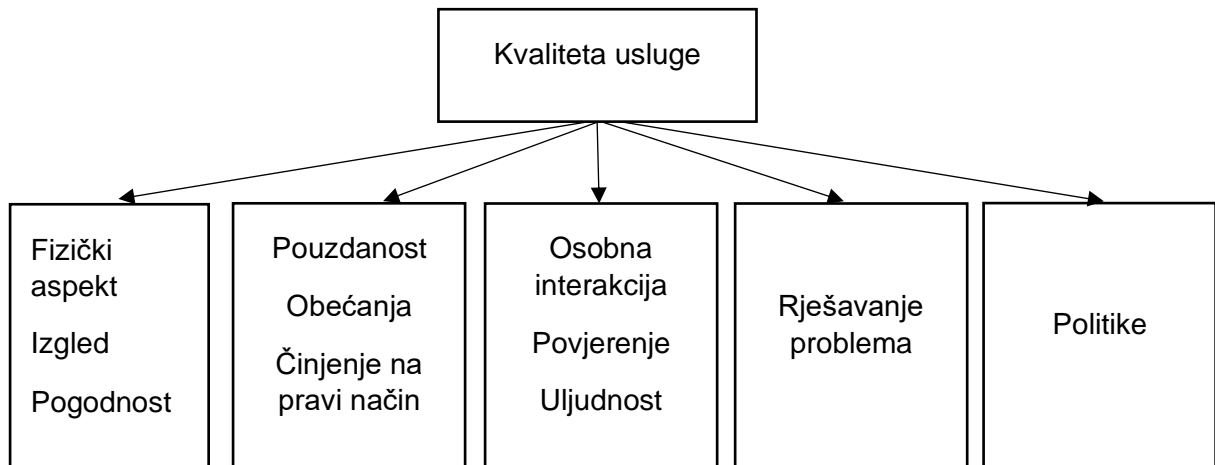 Kvaliteta usluge
Fizički
aspekt
Izgled
Pogodnost
Pouzdanost
Obećanja
Činjenje na
pravi način
Osobna
interakcija
Povjerenje
Uljudnost
Rješavanje
problema
Politike